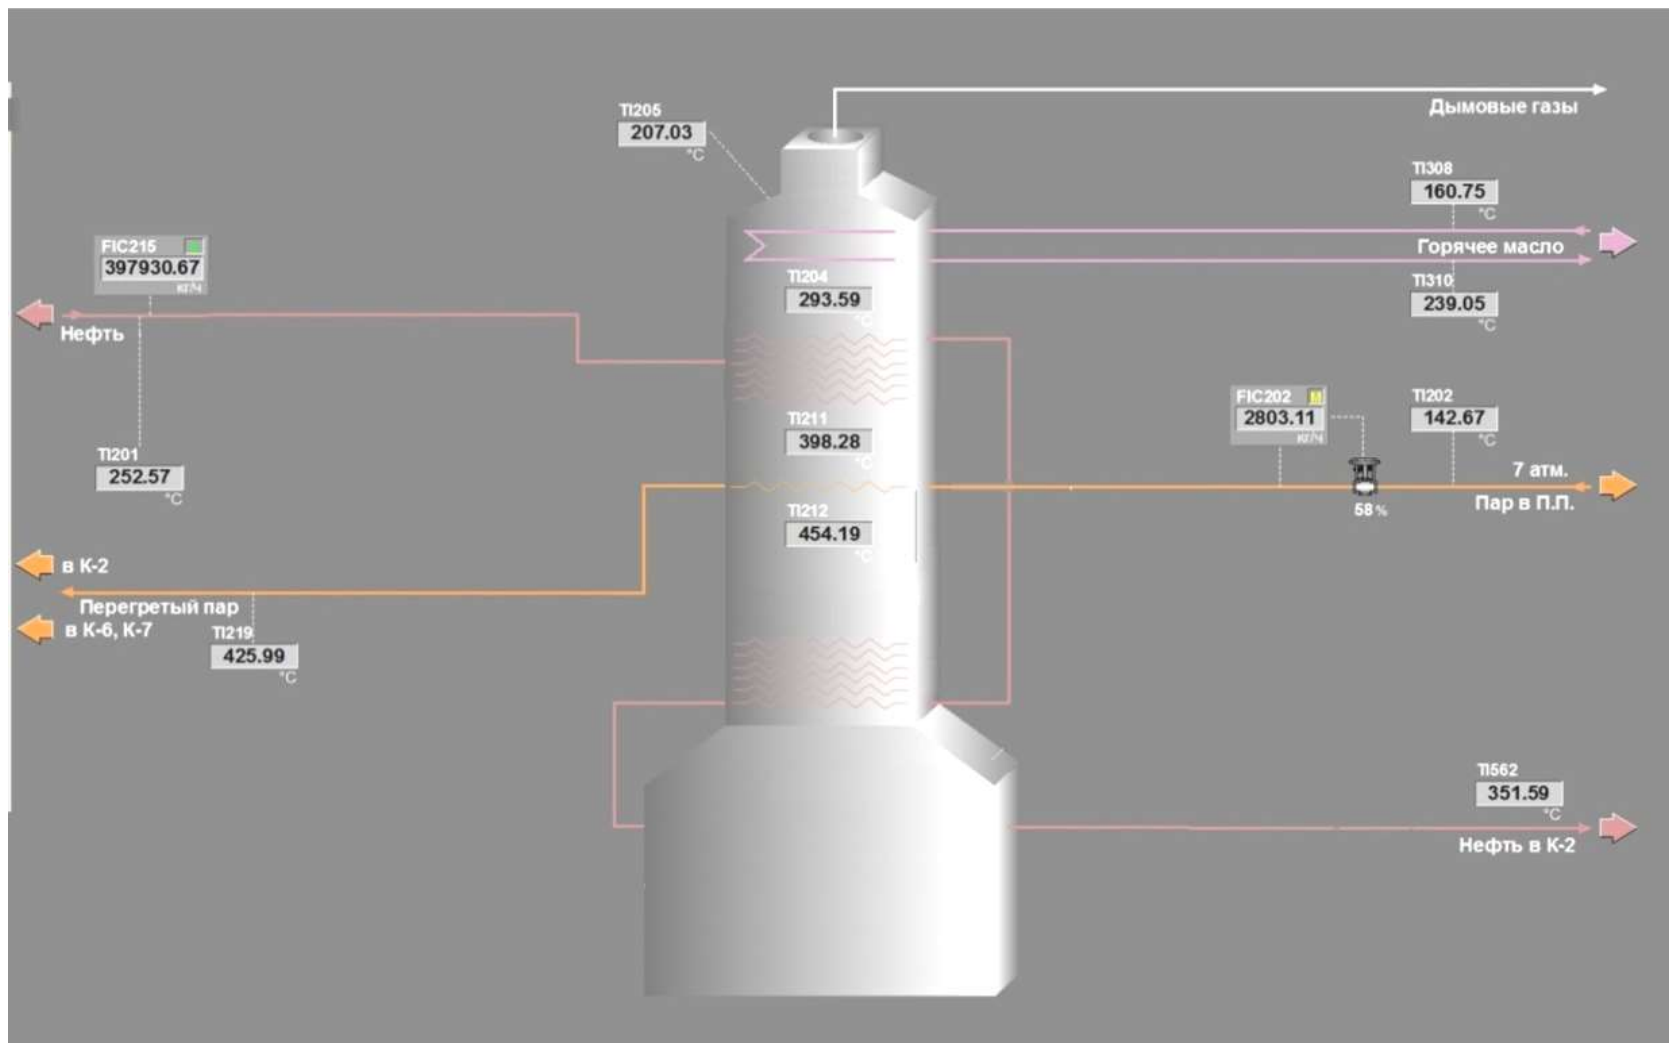 Дымовые газы
TI205
207.03
°C
TI308
160.75
°C
Горячее масло
TI310
239.05
°C
FIC215
397930.67
КГ/Ч
Нефть
TI204
293.59
°C
TI201
252.57
°C
TI211
398.28
°C
FIC202 M
2803.11
КГ/Ч
TI202
142.67
°C
7 атм.
Пар в П.П.
58 %
TI212
454.19
°C
в К-2
Перегретый пар
в К-6, К-7
TI219
425.99
°C
TI562
351.59
°C
Нефть в К-2